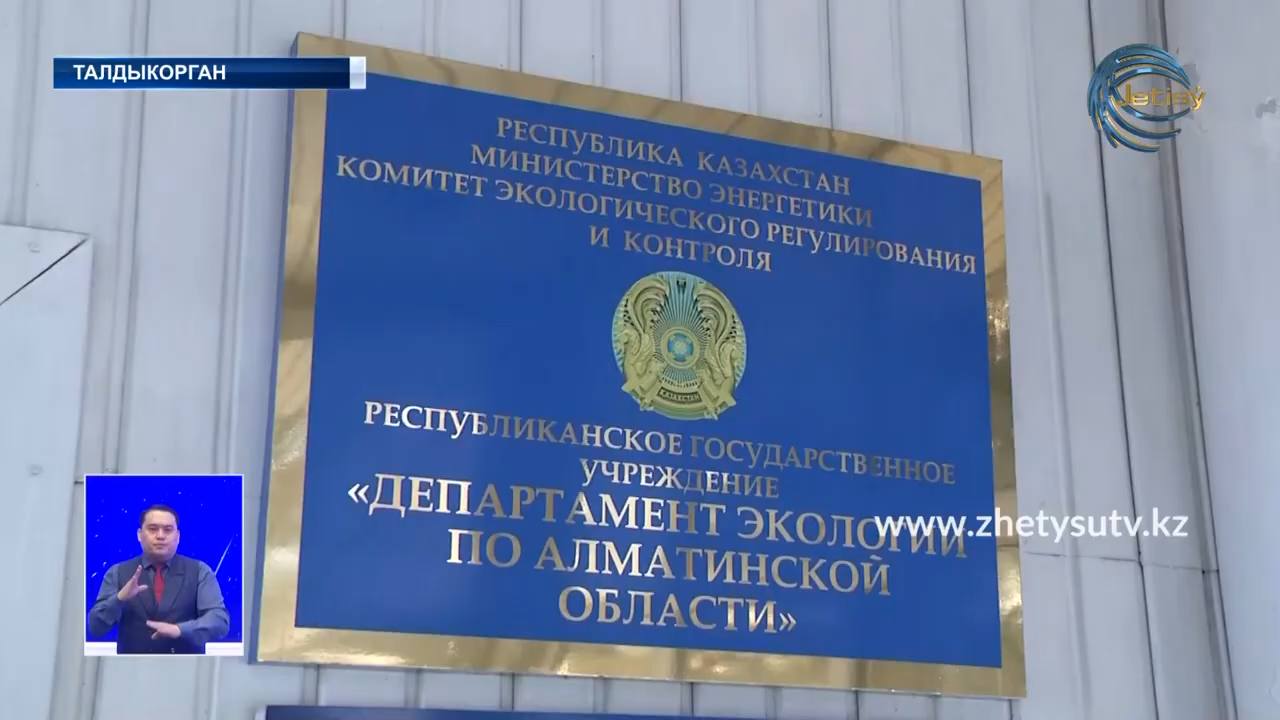 ТАЛДЫКОРГАН
Jetisý
РЕСПУБЛИКА КАЗАХСТАН
МИНИСТЕРСТВО ЭНЕРГЕТИКИ
КОМИТЕТ ЭКОЛОГИЧЕСКОГО РЕГУЛИРОВАНИЯ
И КОНТРОЛЯ
ҚАЗАҚСТАН
РЕСПУБЛИКАНСКОЕ ГОСУДАРСТВЕННОЕ
УЧРЕЖДЕНИЕ
«ДЕПАРТАМЕНТ ЭКОЛОГИИ
ПО АЛМАТИНСКОЙ
ОБЛАСТИ»
www.zhetysutv.kz